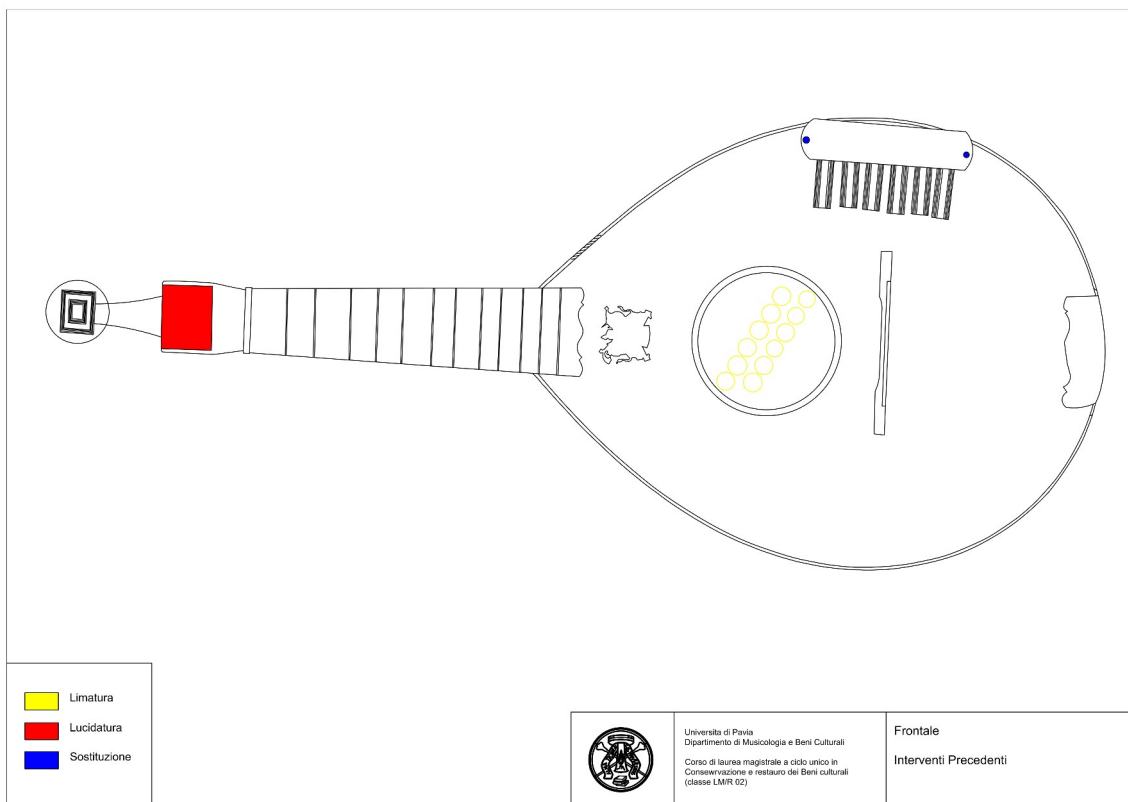 Limatura
Lucidatura
Sostituzione
Universita di Pavia
Dipartimento di Musicologia e Beni Culturali
Corso di laurea magistrale a ciclo unico in
Consewrvazione e restauro dei Beni culturali
(classe LM/R 02)
Frontale
Interventi Precedenti